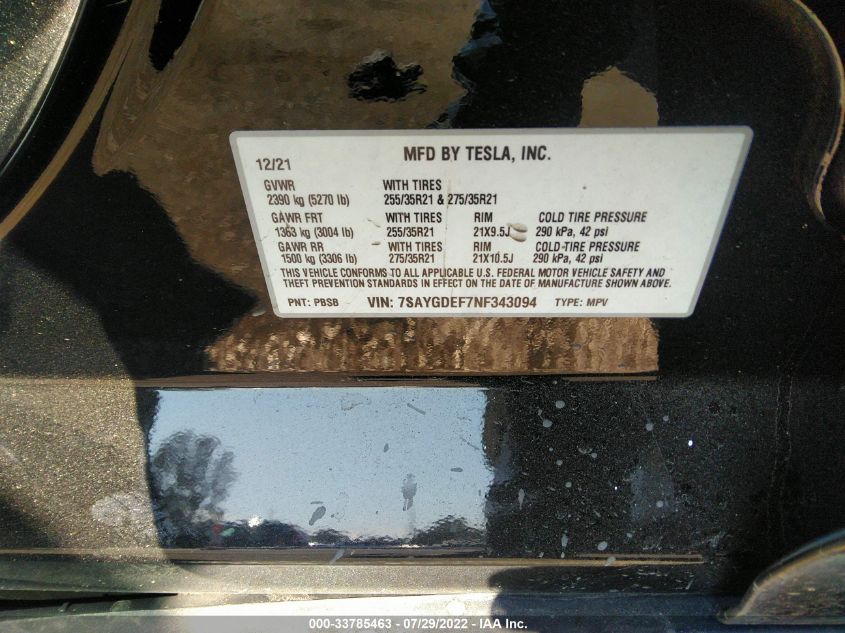 12/21 MFD BY TESLA, INC.
GVWR WITH TIRES
2390 kg (5270 lb) 255/35R21 & 275/35R21
GAWR FRT WITH TIRES RIM COLD TIRE PRESSURE
1363 kg (3004 lb) 255/35R21 21X9.5J 290 kPa, 42 psi
GAWR RR WITH TIRES RIM COLD TIRE PRESSURE
1500 kg (3306 lb) 275/35R21 21X10.5J 290 kPa, 42 psi
THIS VEHICLE CONFORMS TO ALL APPLICABLE U.S. FEDERAL MOTOR VEHICLE SAFETY AND
THEFT PREVENTION STANDARDS IN EFFECT ON THE DATE OF MANUFACTURE SHOWN ABOVE.
PNT: PBSB VIN: 7SAYGDEF7NF343094 TYPE: MPV
000-33785463 - 07/29/2022 - IAA Inc.